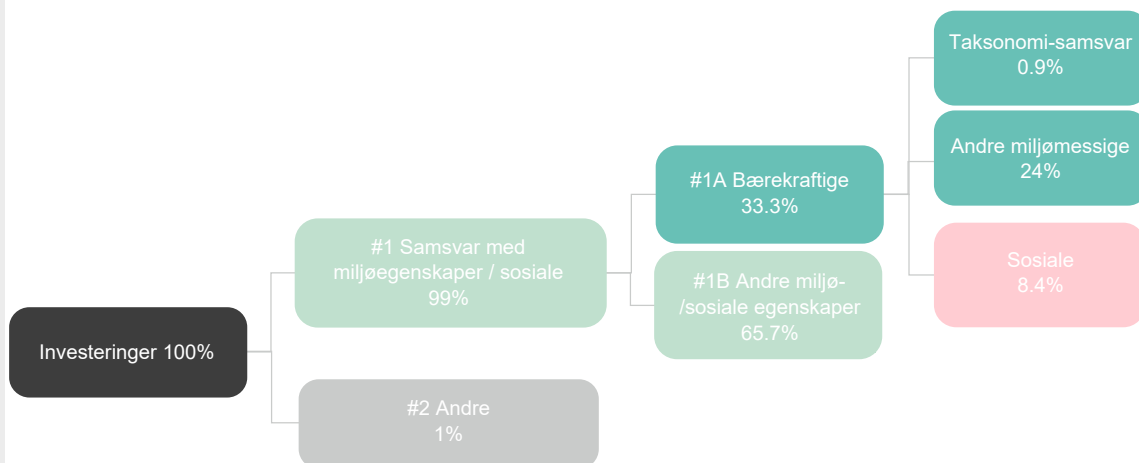 Investeringer 100%
#1 Samsvar med
miljøegenskaper / sosiale
99%
#2 Andre
1%
#1A Bærekraftige
33.3%
#1B Andre miljø-
/sosiale egenskaper
65.7%
Taksonomi-samsvar
0.9%
Andre miljømessige
24%
Sosiale
8.4%